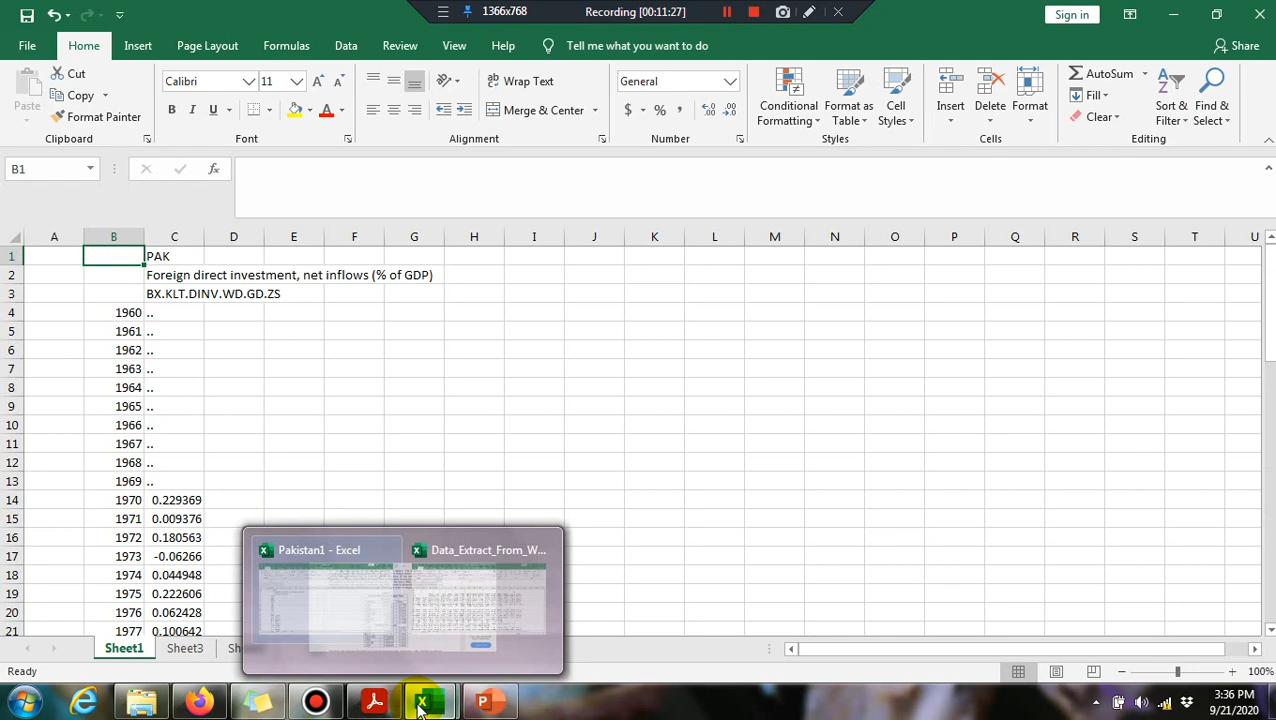 1366x768
Recording [00:11:27]
Sign in
File Home Insert Page Layout Formulas Data Review View Help Tell me what you want to do Share
Cut
Copy
Format Painter
Paste
Clipboard
Calibri 11
B I U
Font
Wrap Text
Merge & Center
Alignment
General
$ % ,
Number
Conditional
Formatting
Format as
Table
Cell
Styles
Styles
Insert Delete Format
Cells
AutoSum
Fill
Clear
Sort &
Filter
Find &
Select
Editing
B1
fx
A B C D E F G H I J K L M N O P Q R S T U
1 PAK
2 Foreign direct investment, net inflows (% of GDP)
3 BX.KLT.DINV.WD.GD.ZS
4 1960 ..
5 1961 ..
6 1962 ..
7 1963 ..
8 1964 ..
9 1965 ..
10 1966 ..
11 1967 ..
12 1968 ..
13 1969 ..
14 1970 0.229369
15 1971 0.009376
16 1972 0.180563
17 1973 -0.06266
18 1974 0.044948
19 1975 0.222606
20 1976 0.062428
21 1977 0.100642
Pakistan1 - Excel
Data_Extract_From_W...
Sheet1 Sheet3 Sh
Ready
100%
3:36 PM
9/21/2020